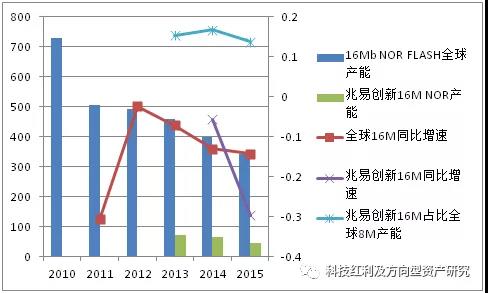 800
700
600
500
400
300
200
100
0
0.2
0.1
0
-0.1
-0.2
-0.3
-0.4
2010 2011 2012 2013 2014 2015
16Mb NOR FLASH全球
产能
兆易创新16M NOR产
能
全球16M同比增速
兆易创新16M同比增
速
兆易创新16M占比全
球8M产能
科技红利及方向型资产研究